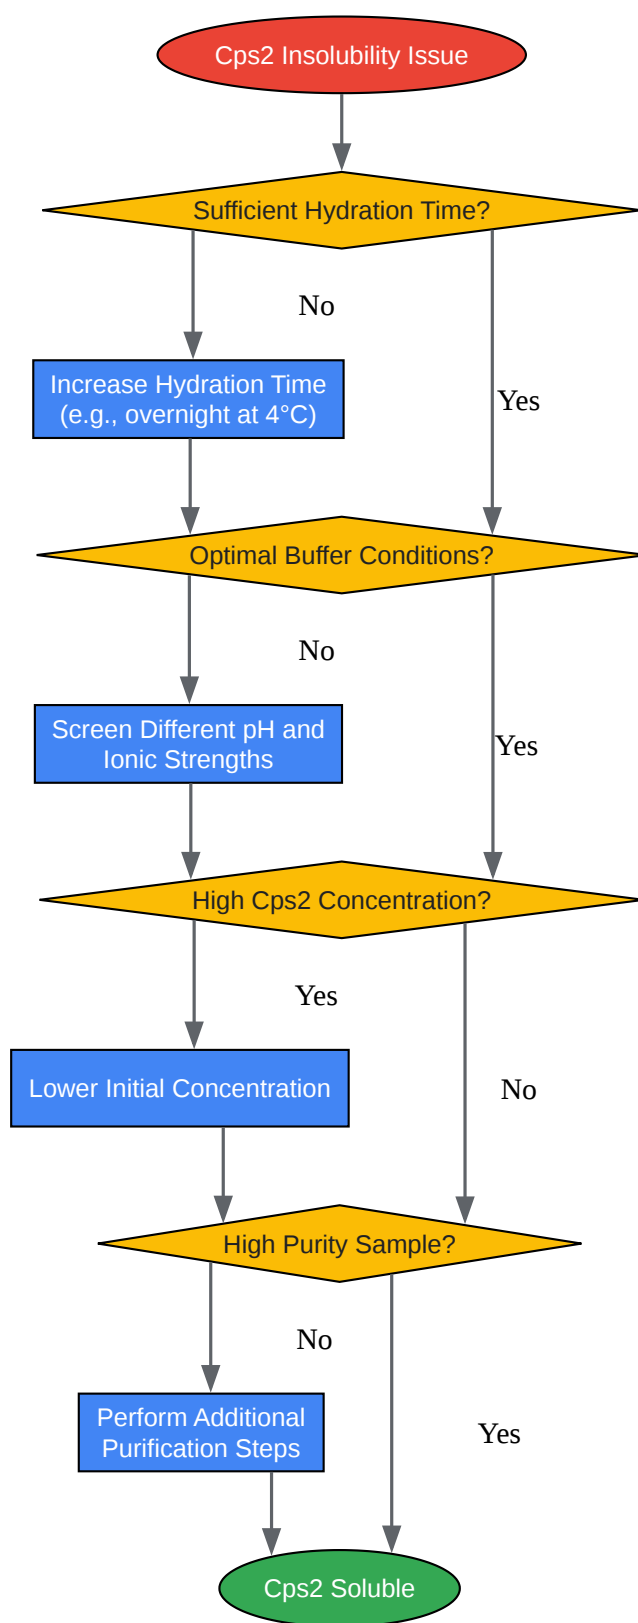 Cps2 Insolubility Issue
Sufficient Hydration Time?
No
Increase Hydration Time
(e.g., overnight at 4°C)
Yes
Optimal Buffer Conditions?
No
Screen Different pH and
Ionic Strengths
Yes
High Cps2 Concentration?
Yes
Lower Initial Concentration
No
High Purity Sample?
No
Perform Additional
Purification Steps
Yes
Cps2 Soluble